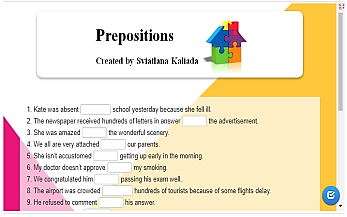 Prepositions
Created by Sviatlana Kaliada
1. Kate was absent school yesterday because she fell ill.
2. The newspaper received hundreds of letters in answer the advertisement.
3. She was amazed the wonderful scenery.
4. We all are very attached our parents.
5. She isn't accustomed getting up early in the morning.
6. My doctor doesn't approve my smoking.
7. We congratulated him passing his exam well.
8. The airport was crowded hundreds of tourists because of some flights delay.
9. He refused to comment his answer.